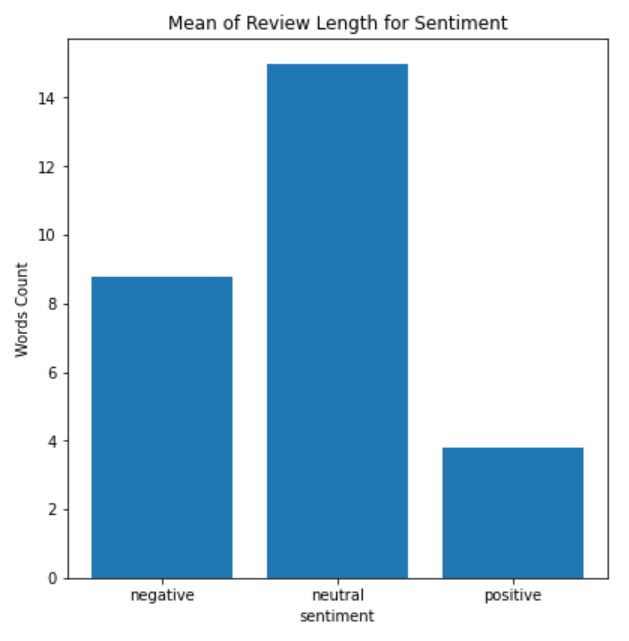 Mean of Review Length for Sentiment
14
12
10
8
6
4
2
0
Words Count
negative neutral positive
sentiment